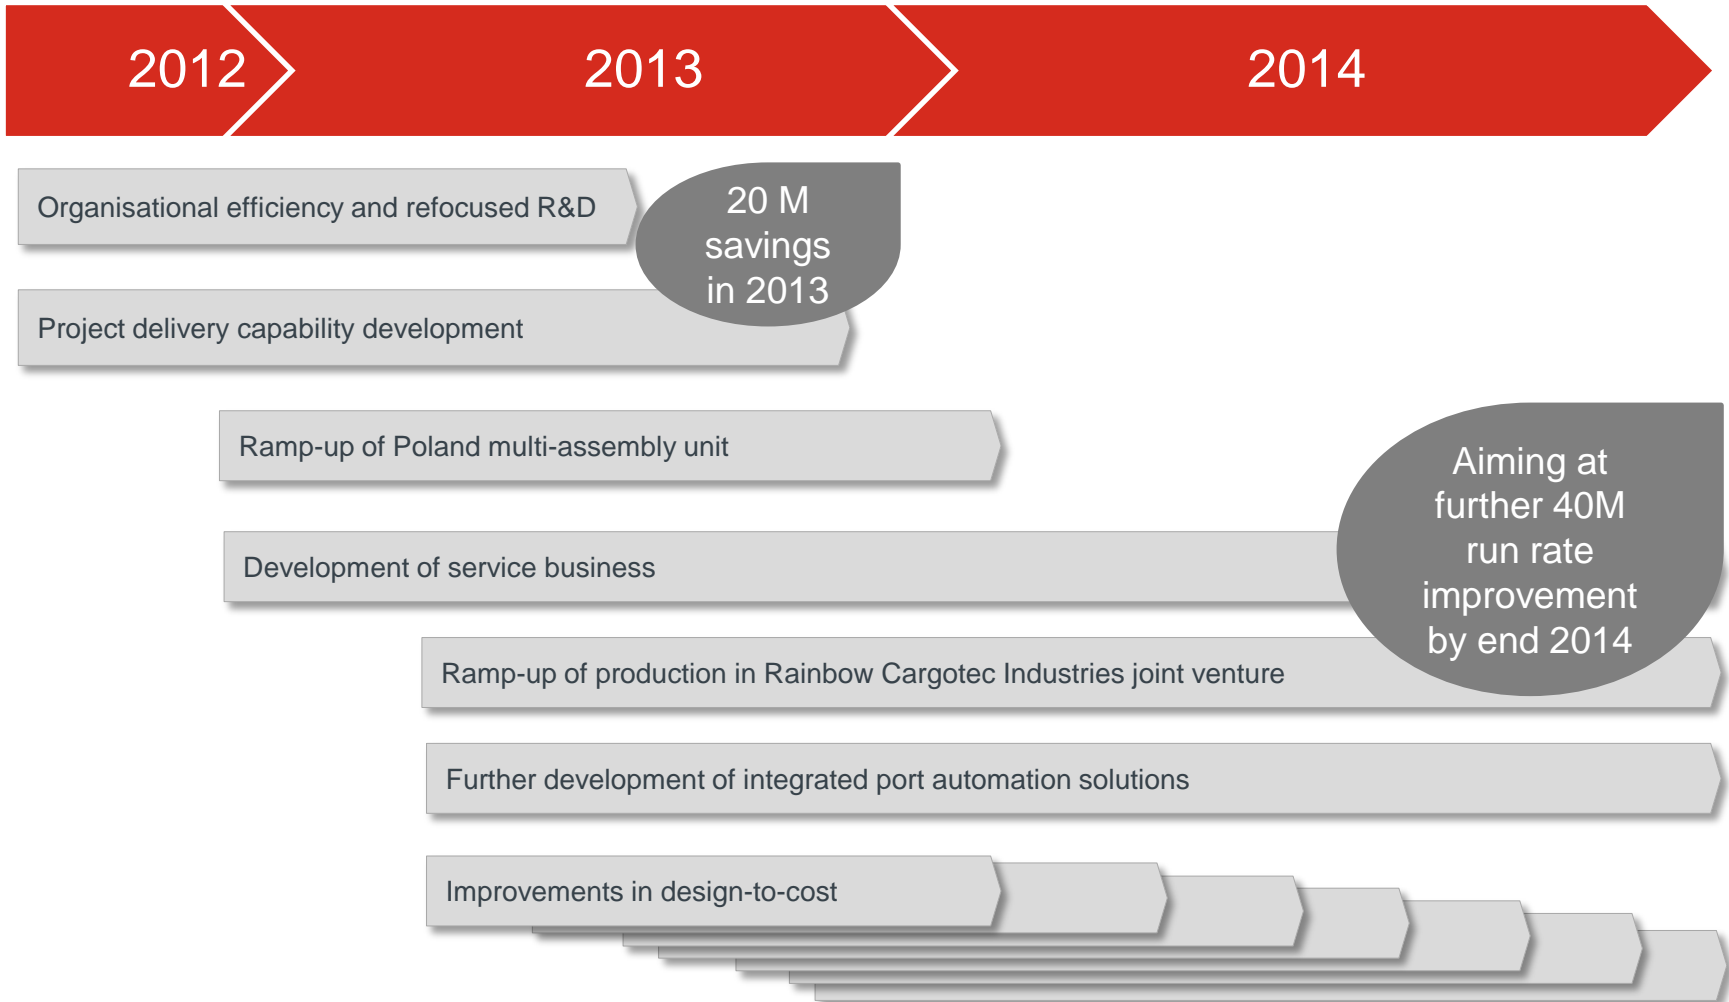 2012
2013
2014
Organisational efficiency and refocused R&D
20 M
savings
in 2013
Project delivery capability development
Ramp-up of Poland multi-assembly unit
Aiming at
further 40M
run rate
improvement
by end 2014
Development of service business
Ramp-up of production in Rainbow Cargotec Industries joint venture
Further development of integrated port automation solutions
Improvements in design-to-cost